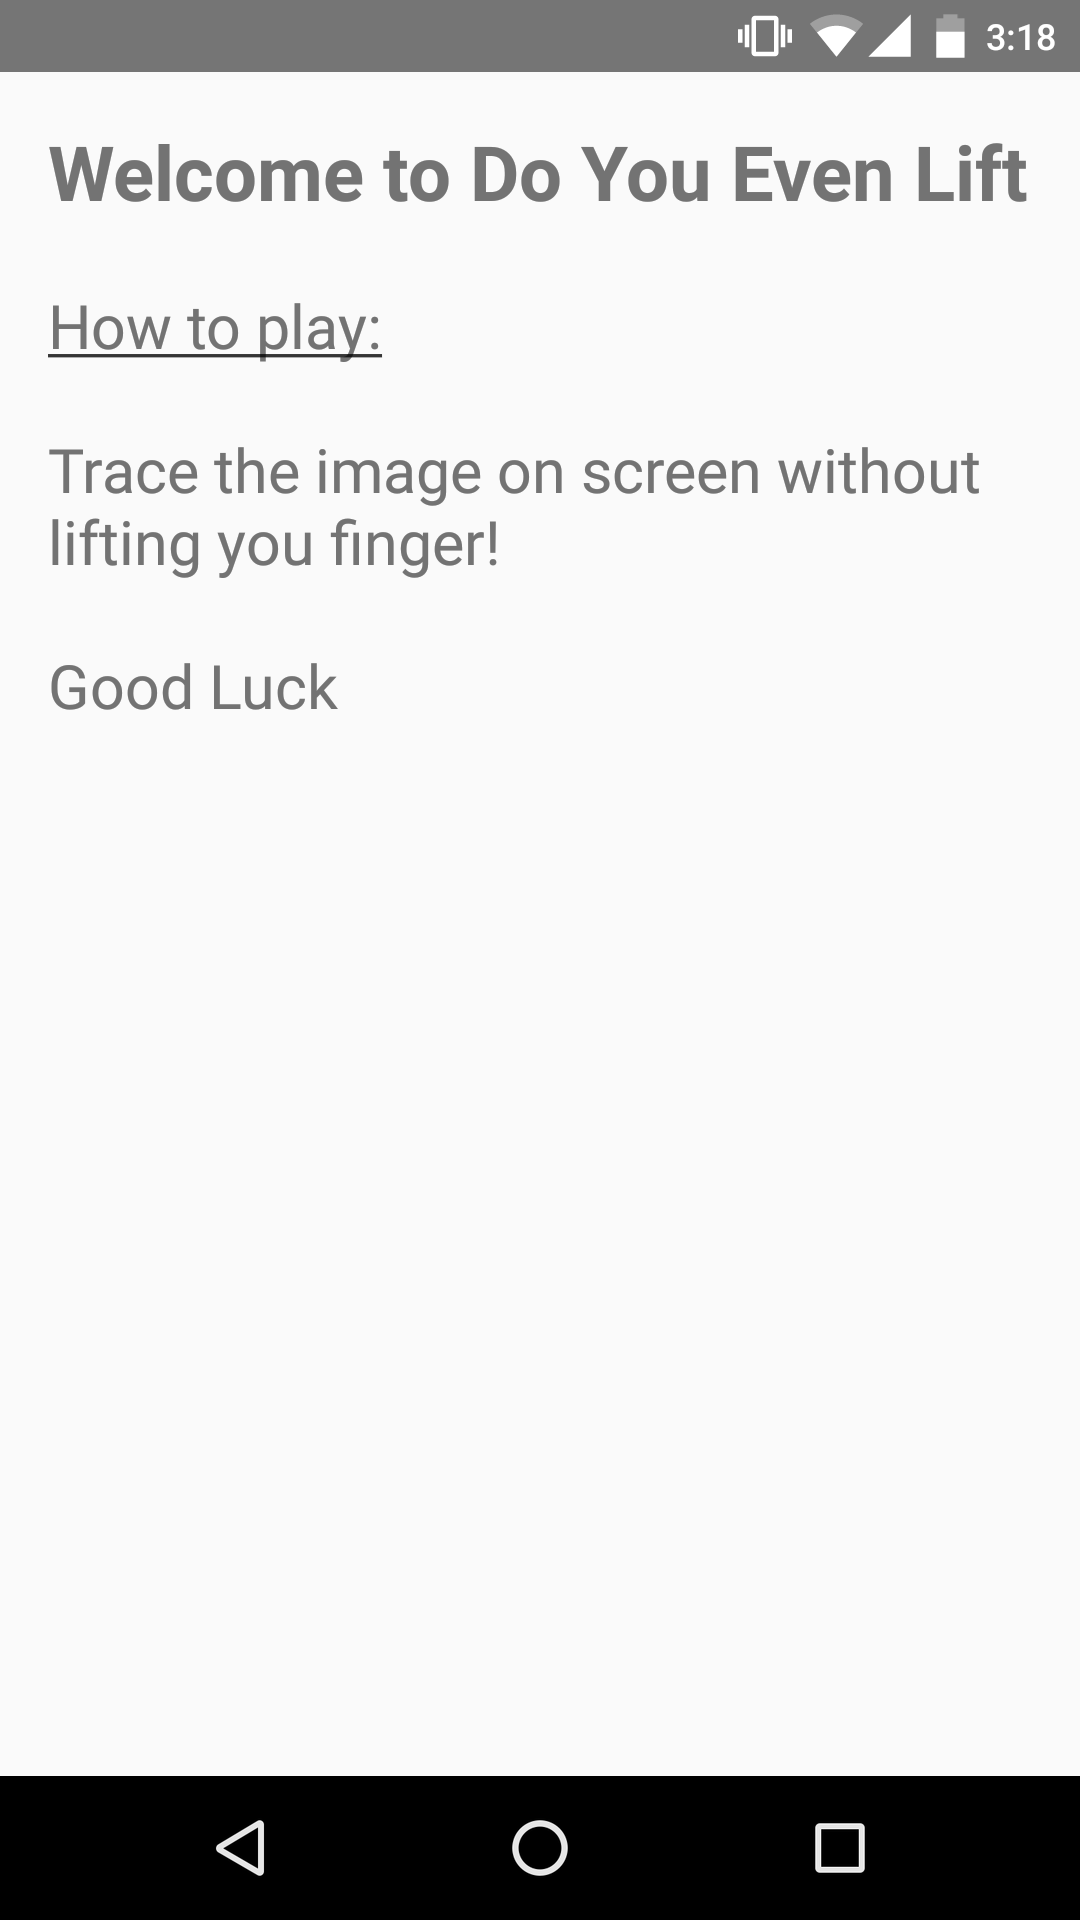 3:18
Welcome to Do You Even Lift
How to play:
Trace the image on screen without
lifting you finger!
Good Luck